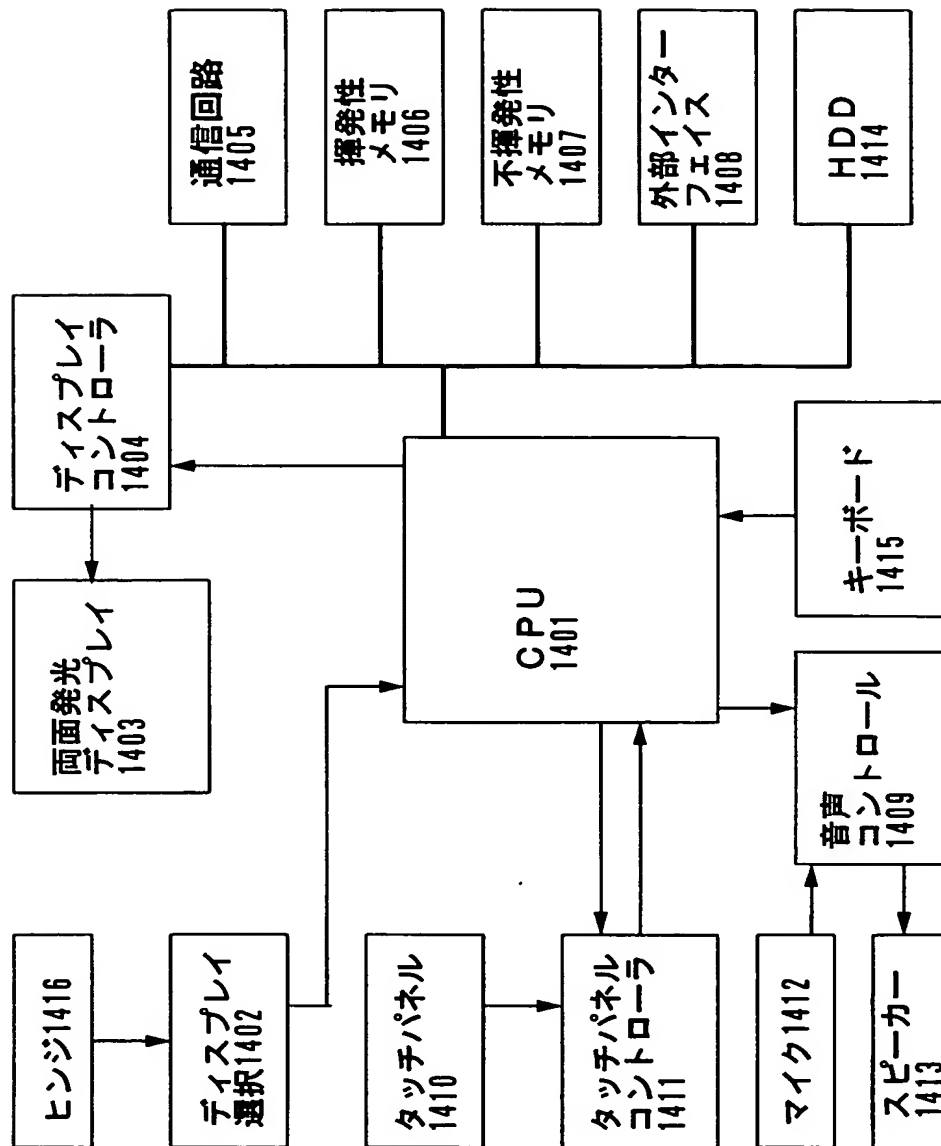 ヒンジ1416
両面発光
ディスプレイ
1403
ディスプレイ
コントローラ
1404
ディスプレイ
選択1402
通信回路
1405
揮発性
メモリ
1406
タッチパネル
1410
CPU
1401
不揮発性
メモリ
1407
タッチパネル
コントローラ
1411
外部インター
フェイス
1408
マイク1412
音声
コントロール
1409
キーボード
1415
HDD
1414
スピーカー
1413